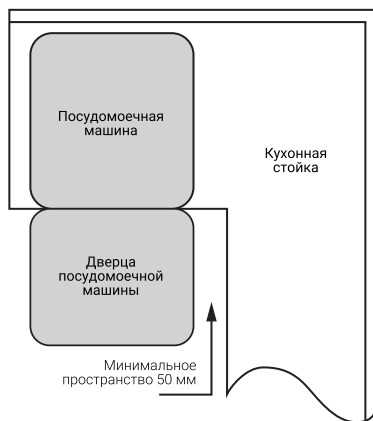 Посудомоечная
машина
Кухонная
стойка
Дверца
посудомоечной
машины
Минимальное
пространство 50 мм